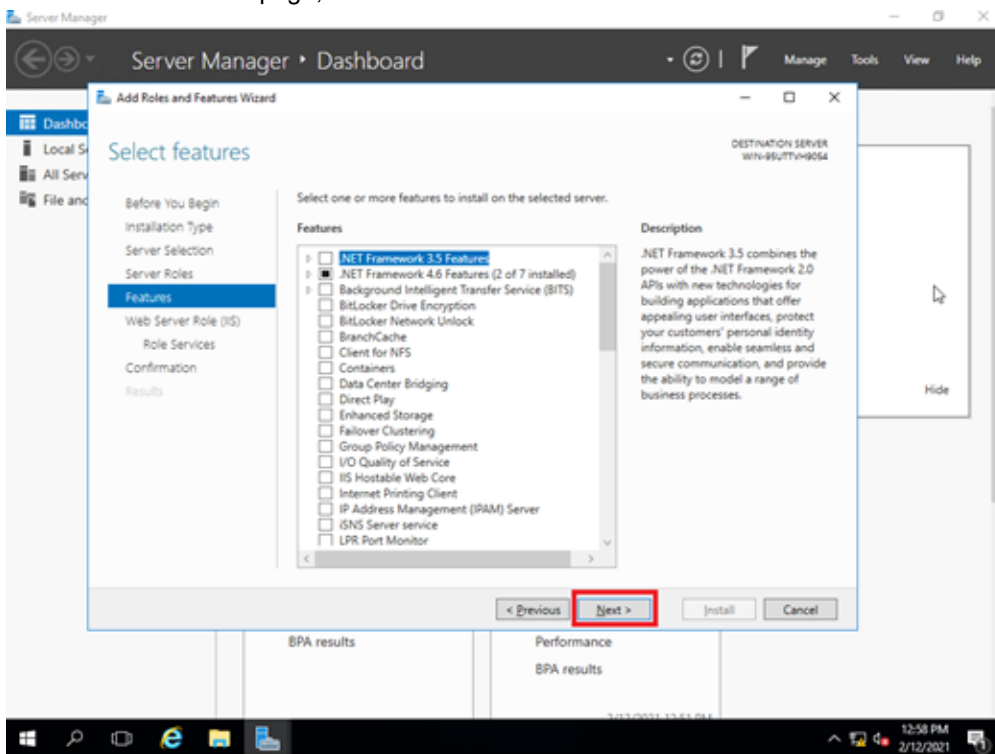 page,
Server Manager
Server Manager • Dashboard
Manage Tools View Help
Add Roles and Features Wizard
Dashbo
Local Se
All Serv
File and
Select features
DESTINATION SERVER
WIN-9SUTTVH9OS4
Before You Begin
Installation Type
Server Selection
Server Roles
Features
Web Server Role (IIS)
Role Services
Confirmation
Results
Select one or more features to install on the selected server.
Features
.NET Framework 3.5 Features
.NET Framework 4.6 Features (2 of 7 installed)
Background Intelligent Transfer Service (BITS)
BitLocker Drive Encryption
BitLocker Network Unlock
BranchCache
Client for NFS
Containers
Data Center Bridging
Direct Play
Enhanced Storage
Failover Clustering
Group Policy Management
I/O Quality of Service
IIS Hostable Web Core
Internet Printing Client
IP Address Management (IPAM) Server
iSNS Server service
LPR Port Monitor
Description
.NET Framework 3.5 combines the
power of the .NET Framework 2.0
APIs with new technologies for
building applications that offer
appealing user interfaces, protect
your customers' personal identity
information, enable seamless and
secure communication, and provide
the ability to model a range of
business processes.
Hide
< Previous
Next >
Install
Cancel
BPA results
Performance
BPA results
2/12/2021 12:51 PM
12:58 PM
2/12/2021